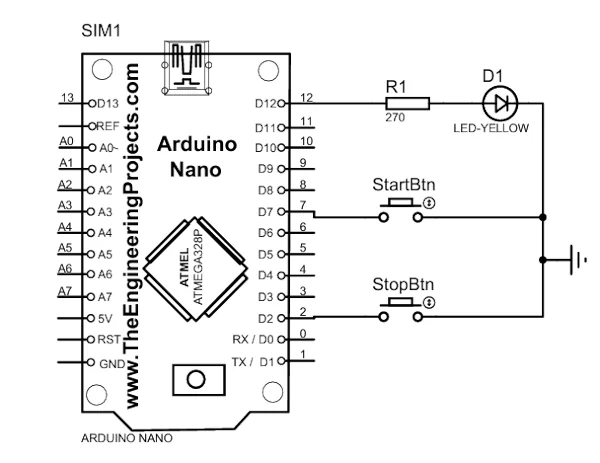 SIM1
13 D13
REF
A0 A0~
A1 A1
A2 A2
A3 A3
A4 A4
A5 A5
A6 A6
A7 A7
5V
RST
GND
www.TheEngineeringProjects.com
Arduino
Nano
ATMEL
ATMEGA328P
D12 12
D11 11
D10 10
D9 9
D8 8
D7 7
D6 6
D5 5
D4 4
D3 3
D2 2
RX / D0 0
TX / D1 1
ARDUINO NANO
R1
270
D1
LED-YELLOW
StartBtn
StopBtn